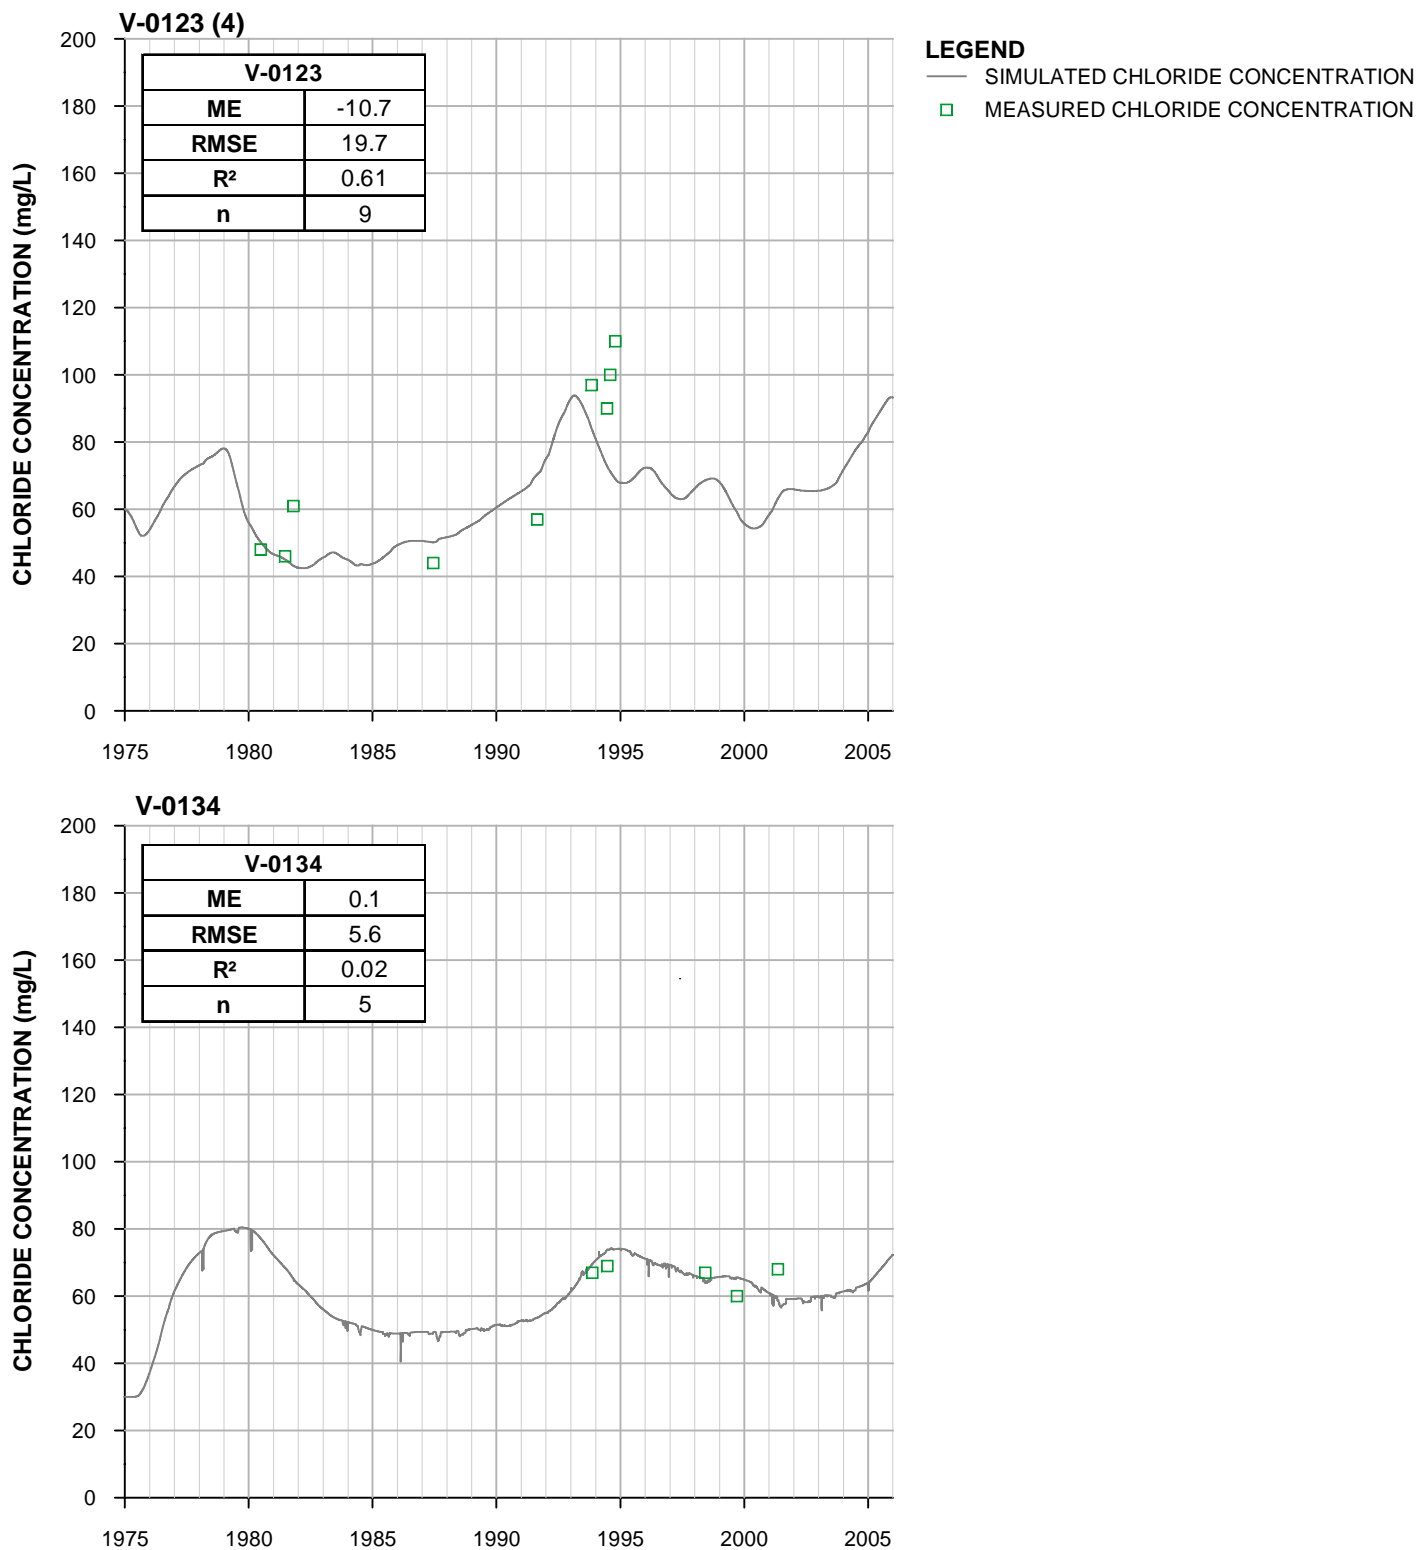 V-0123 (4)
LEGEND
SIMULATED CHLORIDE CONCENTRATION
MEASURED CHLORIDE CONCENTRATION
V-0123
ME -10.7
RMSE 19.7
R² 0.61
n 9
CHLORIDE CONCENTRATION (mg/L)
200
180
160
140
120
100
80
60
40
20
0
1975 1980 1985 1990 1995 2000 2005
V-0134
V-0134
ME 0.1
RMSE 5.6
R² 0.02
n 5
CHLORIDE CONCENTRATION (mg/L)
200
180
160
140
120
100
80
60
40
20
0
1975 1980 1985 1990 1995 2000 2005